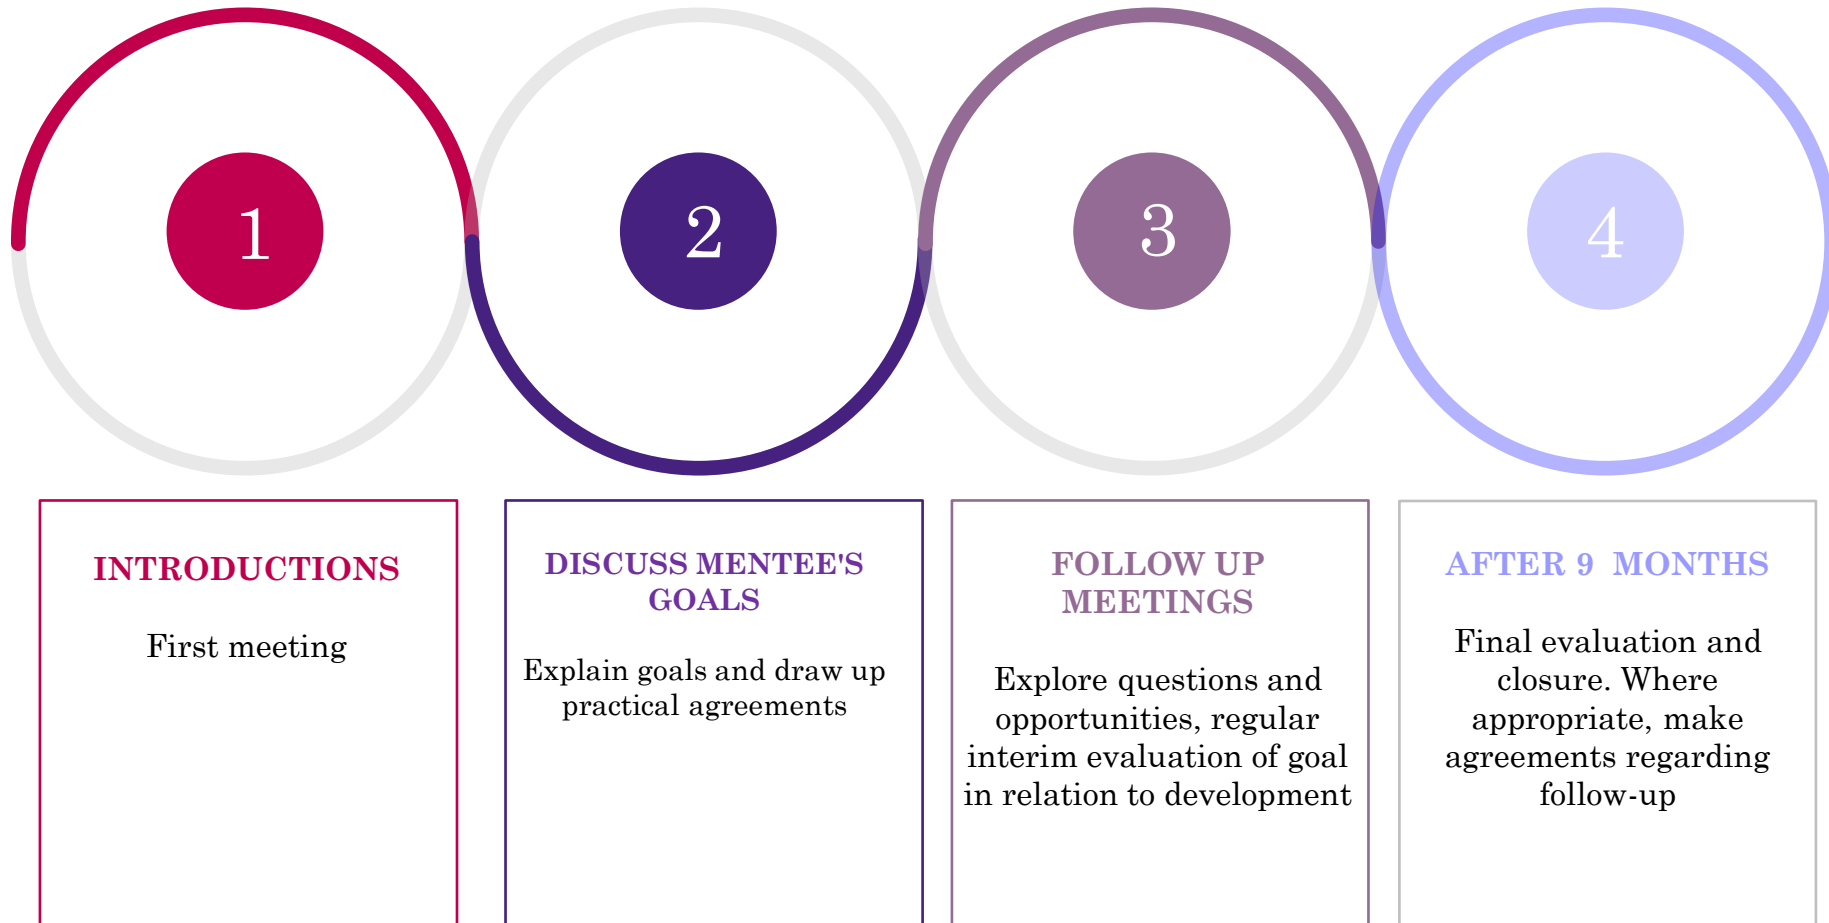 1
2
3
4
INTRODUCTIONS
First meeting
DISCUSS MENTEE'S
GOALS
Explain goals and draw up
practical agreements
FOLLOW UP
MEETINGS
Explore questions and
opportunities, regular
interim evaluation of goal
in relation to development
AFTER 9 MONTHS
Final evaluation and
closure. Where
appropriate, make
agreements regarding
follow-up